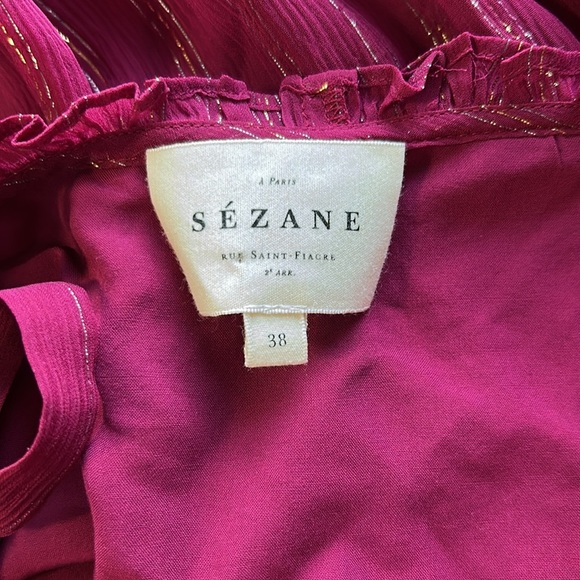 À PARIS
SÉZANE
RUE SAINT-FIACRE
2E ARR.
38